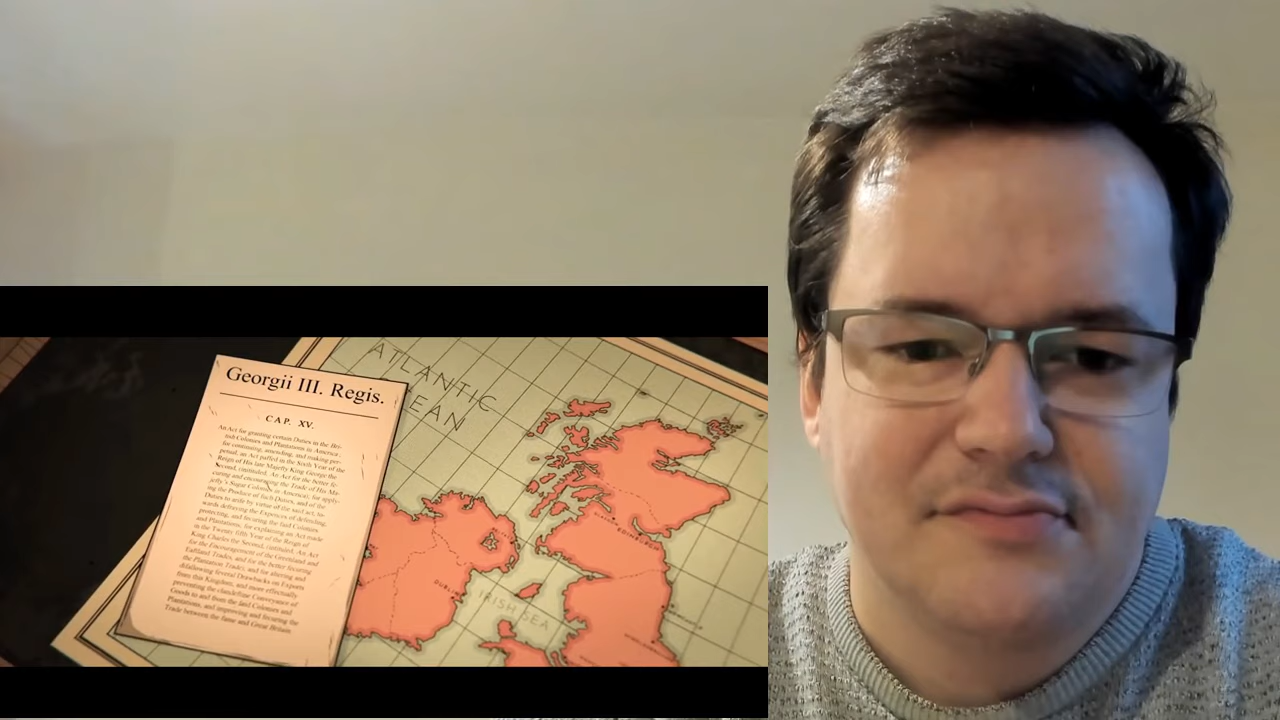 Georgii III. Regis.
CAP. XV.
An Act for granting certain Duties in the Bri-
tish Colonies and Plantations in America,
for continuing, amending, and making per-
petual, an Act passed in the Sixth Year of the
Reign of His late Majesty King George the
Second, (intituled, An Act for the better se-
curing and encouraging the Trade of His Ma-
jesty's Sugar Colonies in America); for apply-
ing the Produce of such Duties, and of the
Duties to arise by virtue of the said act, to-
wards defraying the Expences of defending,
protecting, and securing the said Colonies
and Plantations, for explaining an Act made
in the Twenty fifth Year of the Reign of
King Charles the Second, (intituled, An Act
for the Encouragement of the Greenland and
Eastland Trades, and for the better securing
the Plantation Trade), and for altering and
disallowing several Drawbacks on Exports
from this Kingdom, and more effectually
preventing the clandestine Conveyance of
Goods to and from the said Colonies and
Plantations, and improving and securing the
Trade between the same and Great Britain.
ATLANTIC
EAN
EDINBURGH
DUBLIN
IRISH SEA